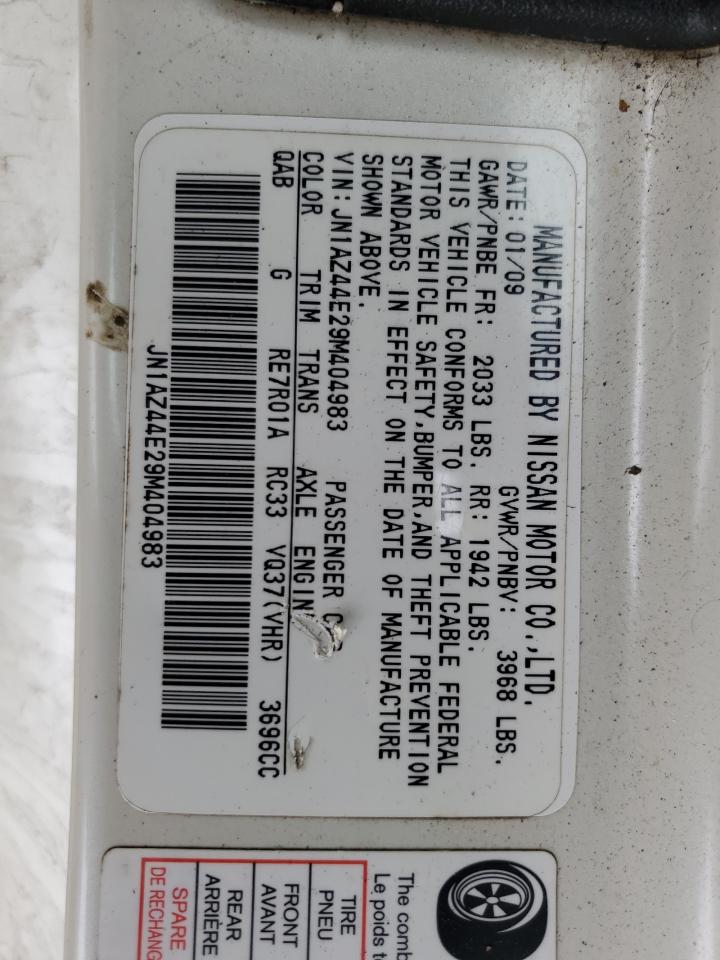 MANUFACTURED BY NISSAN MOTOR CO.,LTD.
DATE: 01/09 GVWR/PNBV: 3968 LBS.
GAWR/PNBE FR: 2033 LBS. RR: 1942 LBS.
THIS VEHICLE CONFORMS TO ALL APPLICABLE FEDERAL
MOTOR VEHICLE SAFETY,BUMPER,AND THEFT PREVENTION
STANDARDS IN EFFECT ON THE DATE OF MANUFACTURE
SHOWN ABOVE.
VIN: JN1AZ44E29M404983 PASSENGER
COLOR TRIM TRANS AXLE
QAB G RE7R01A RC33 VQ37(VHR) 3696CC
JN1AZ44E29M404983
The comb
Le poids t
TIRE
PNEU
FRONT
AVANT
REAR
ARRIÈRE
SPARE
DE RECHANG